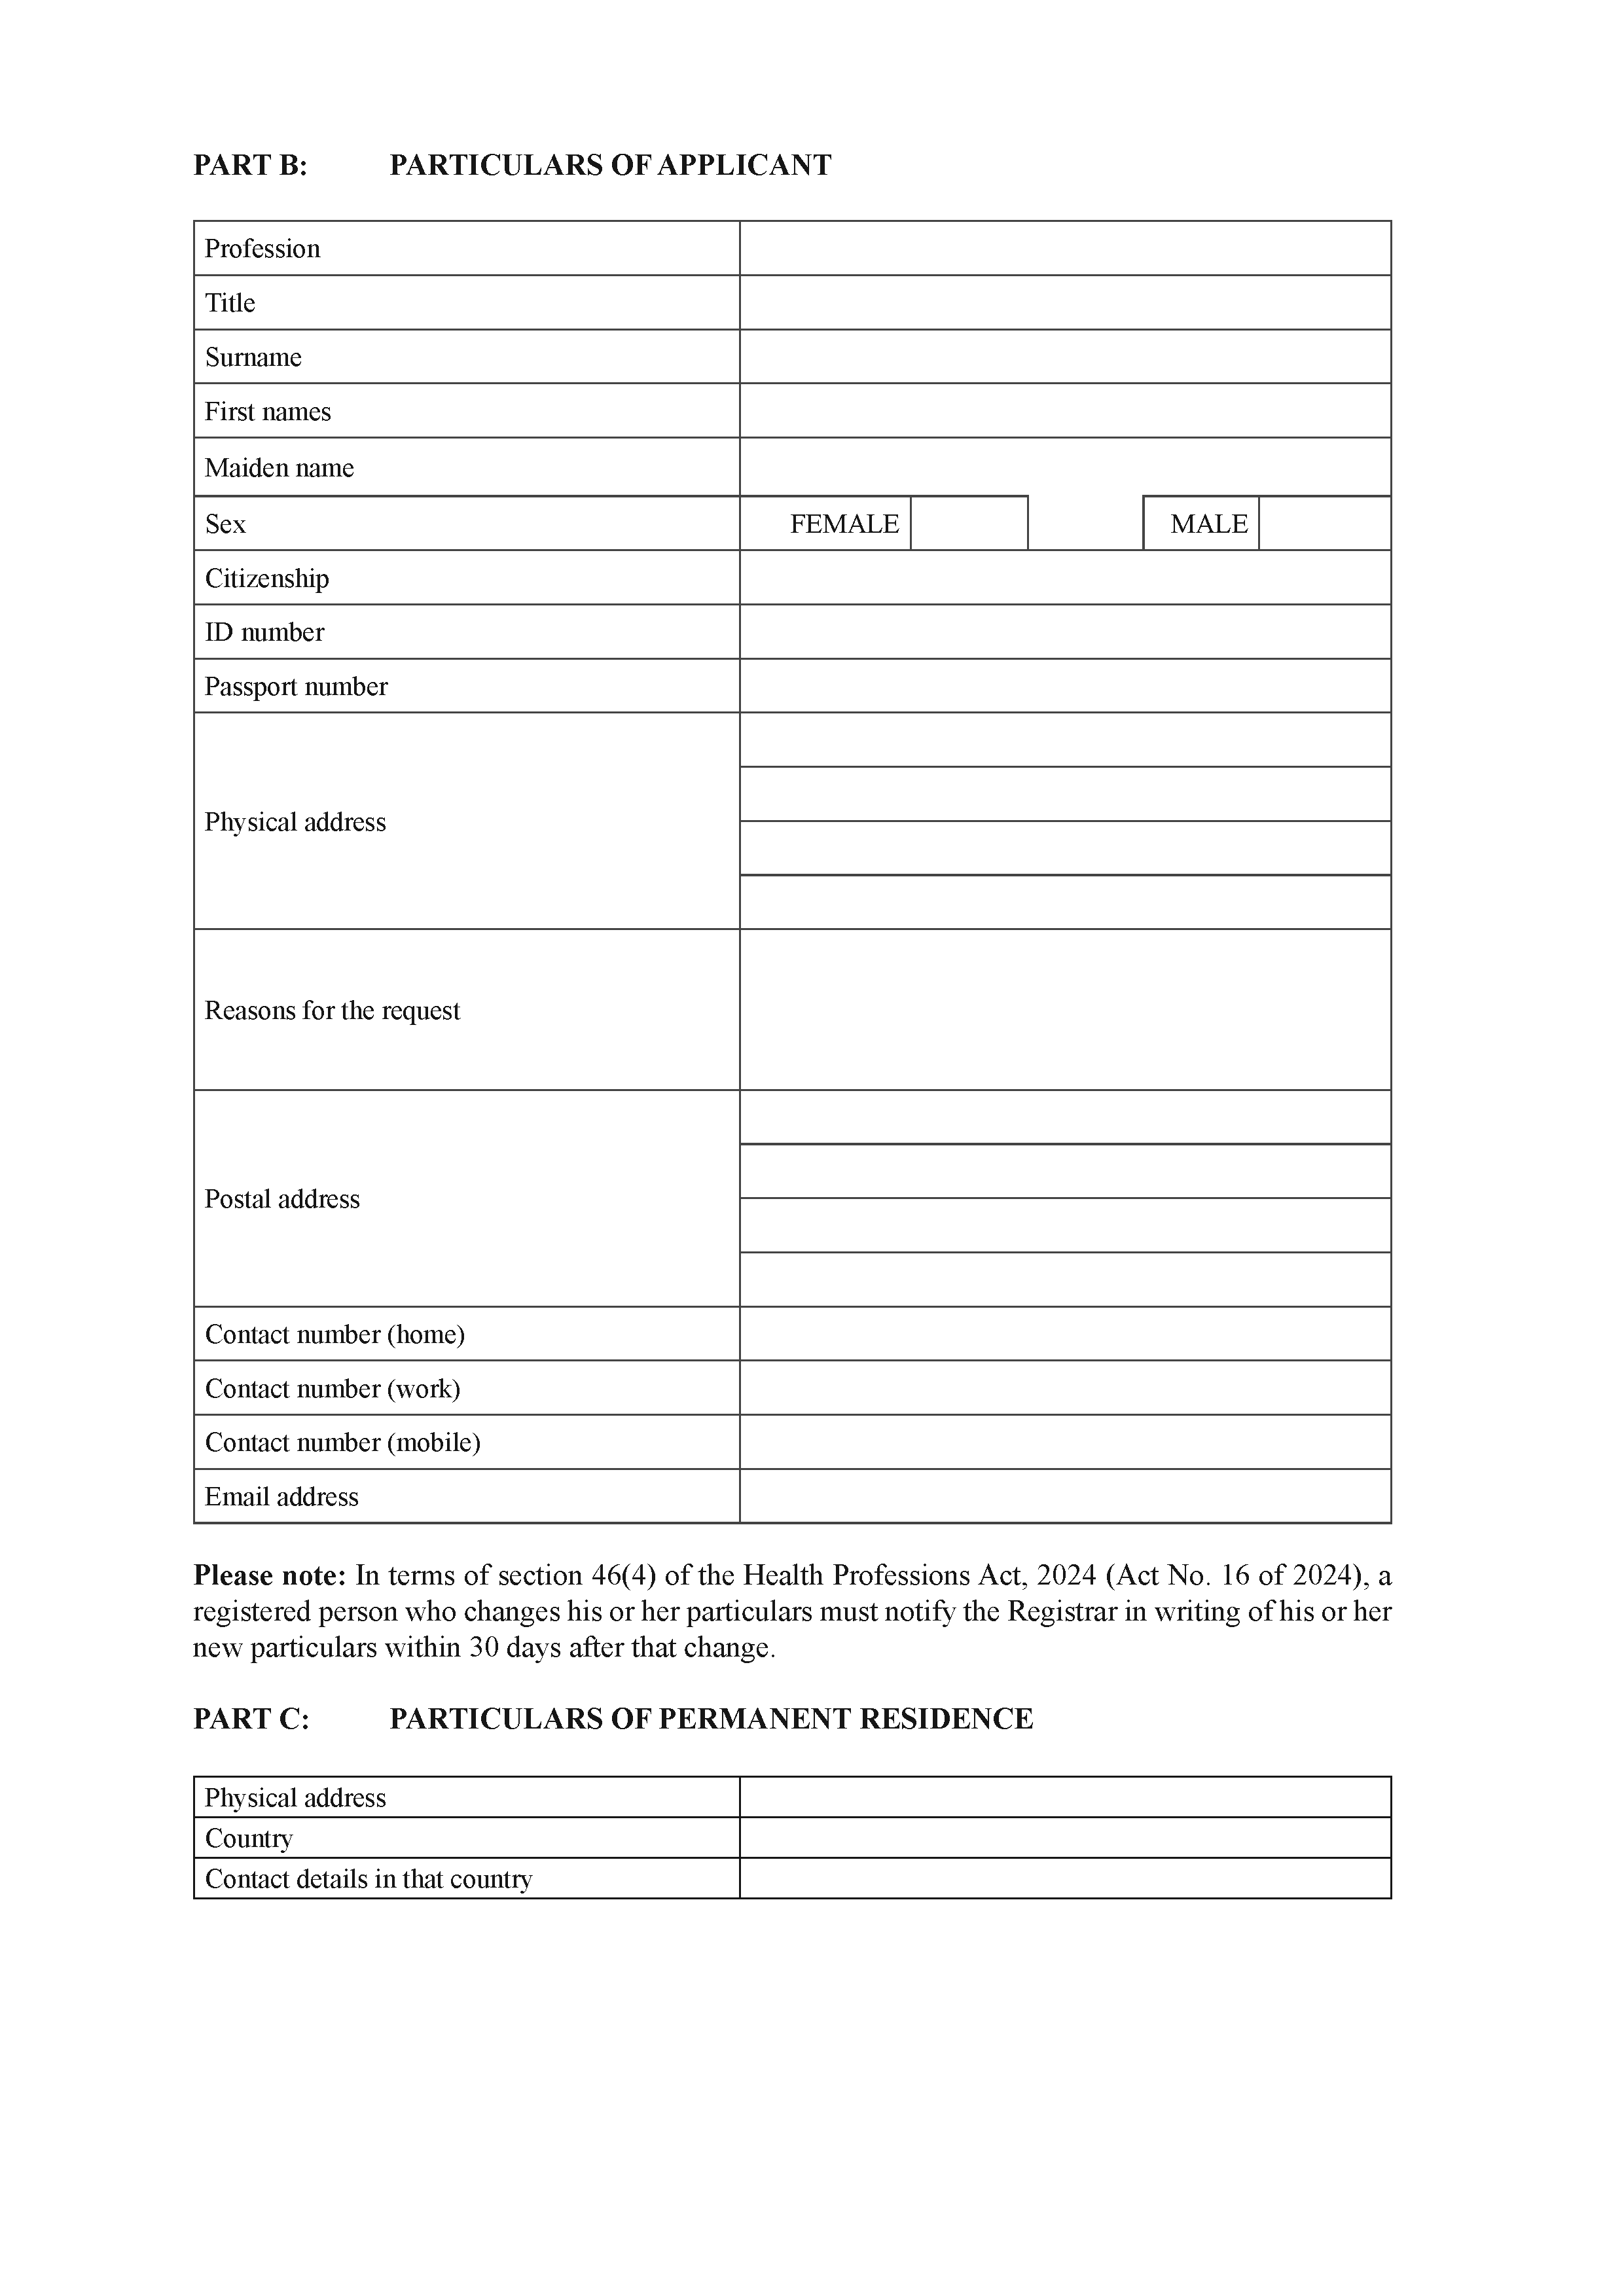 PART B: PARTICULARS OF APPLICANT
Profession
Title
Surname
First names
Maiden name
Sex FEMALE MALE
Citizenship
ID number
Passport number
Physical address
Reasons for the request
Postal address
Contact number (home)
Contact number (work)
Contact number (mobile)
Email address
Please note: In terms of section 46(4) of the Health Professions Act, 2024 (Act No. 16 of 2024), a
registered person who changes his or her particulars must notify the Registrar in writing of his or her
new particulars within 30 days after that change.
PART C: PARTICULARS OF PERMANENT RESIDENCE
Physical address
Country
Contact details in that country